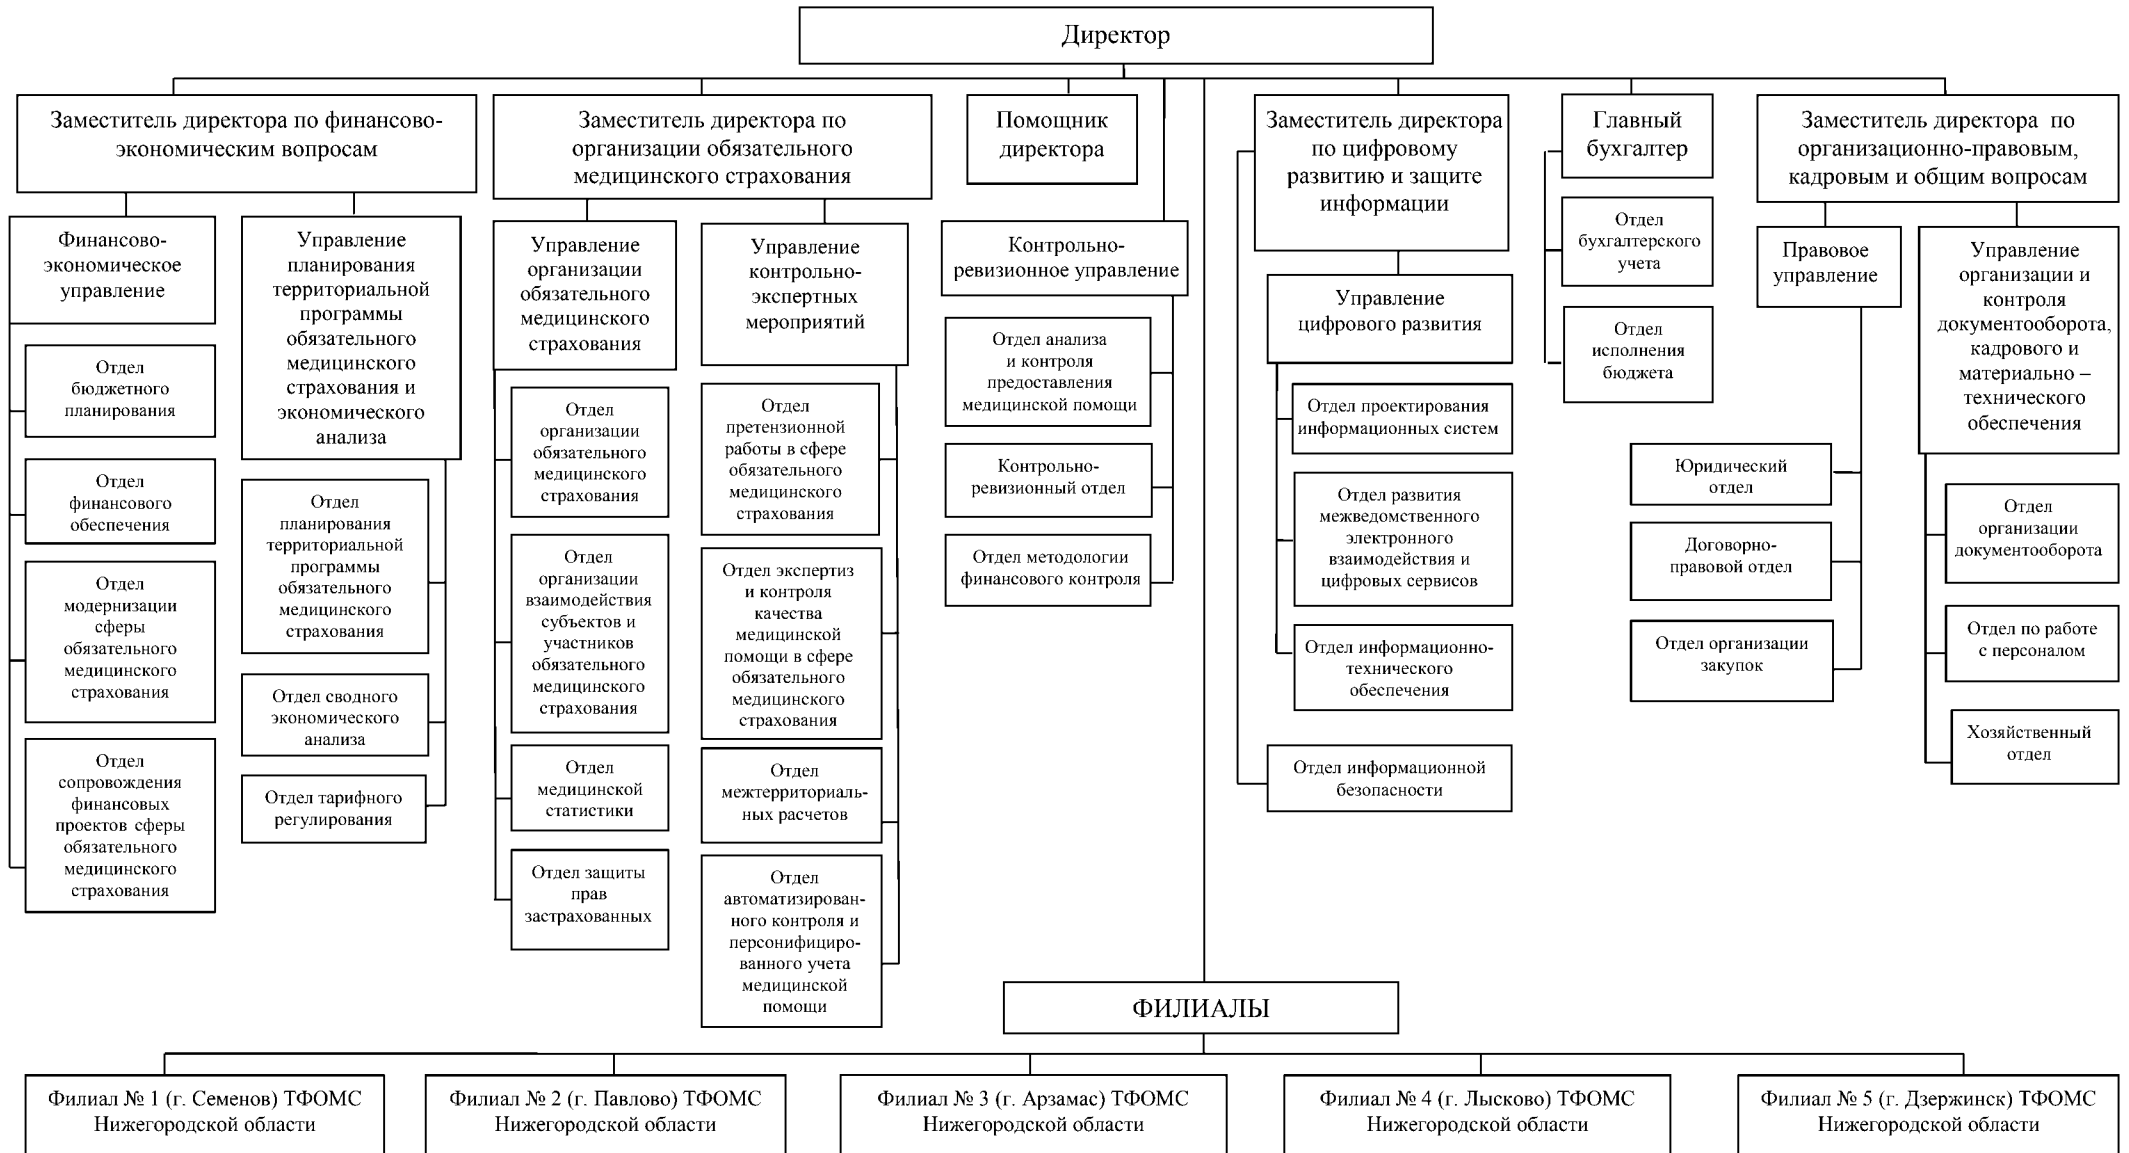 Директор
Заместитель директора по финансово-
экономическим вопросам
Финансово-
экономическое
управление
Отдел
бюджетного
планирования
Отдел
финансового
обеспечения
Отдел
модернизации
сферы
обязательного
медицинского
страхования
Отдел
сопровождения
финансовых
проектов сферы
обязательного
медицинского
страхования
Управление
планирования
территориальной
программы
обязательного
медицинского
страхования и
экономического
анализа
Отдел
планирования
территориальной
программы
обязательного
медицинского
страхования
Отдел сводного
экономического
анализа
Отдел тарифного
регулирования
Заместитель директора по
организации обязательного
медицинского страхования
Управление
организации
обязательного
медицинского
страхования
Отдел
организации
обязательного
медицинского
страхования
Отдел
организации
взаимодействия
субъектов и
участников
обязательного
медицинского
страхования
Отдел
медицинской
статистики
Отдел защиты
прав
застрахованных
Управление
контрольно-
экспертных
мероприятий
Отдел
претензионной
работы в сфере
обязательного
медицинского
страхования
Отдел экспертиз
и контроля
качества
медицинской
помощи в сфере
обязательного
медицинского
страхования
Отдел
межтерриториаль-
ных расчетов
Отдел
автоматизирован-
ного контроля и
персонифициро-
ванного учета
медицинской
помощи
Помощник
директора
Контрольно-
ревизионное управление
Отдел анализа
и контроля
предоставления
медицинской помощи
Контрольно-
ревизионный отдел
Отдел методологии
финансового контроля
Заместитель директора
по цифровому
развитию и защите
информации
Управление
цифрового развития
Отдел проектирования
информационных систем
Отдел развития
межведомственного
электронного
взаимодействия и
цифровых сервисов
Отдел информационно-
технического
обеспечения
Отдел информационной
безопасности
Главный
бухгалтер
Отдел
бухгалтерского
учета
Отдел
исполнения
бюджета
Заместитель директора по
организационно-правовым,
кадровым и общим вопросам
Правовое
управление
Юридический
отдел
Договорно-
правовой отдел
Отдел организации
закупок
Управление
организации и
контроля
документооборота,
кадрового и
материально –
технического
обеспечения
Отдел
организации
документооборота
Отдел по работе
с персоналом
Хозяйственный
отдел
ФИЛИАЛЫ
Филиал № 1 (г. Семенов) ТФОМС
Нижегородской области
Филиал № 2 (г. Павлово) ТФОМС
Нижегородской области
Филиал № 3 (г. Арзамас) ТФОМС
Нижегородской области
Филиал № 4 (г. Лысково) ТФОМС
Нижегородской области
Филиал № 5 (г. Дзержинск) ТФОМС
Нижегородской области